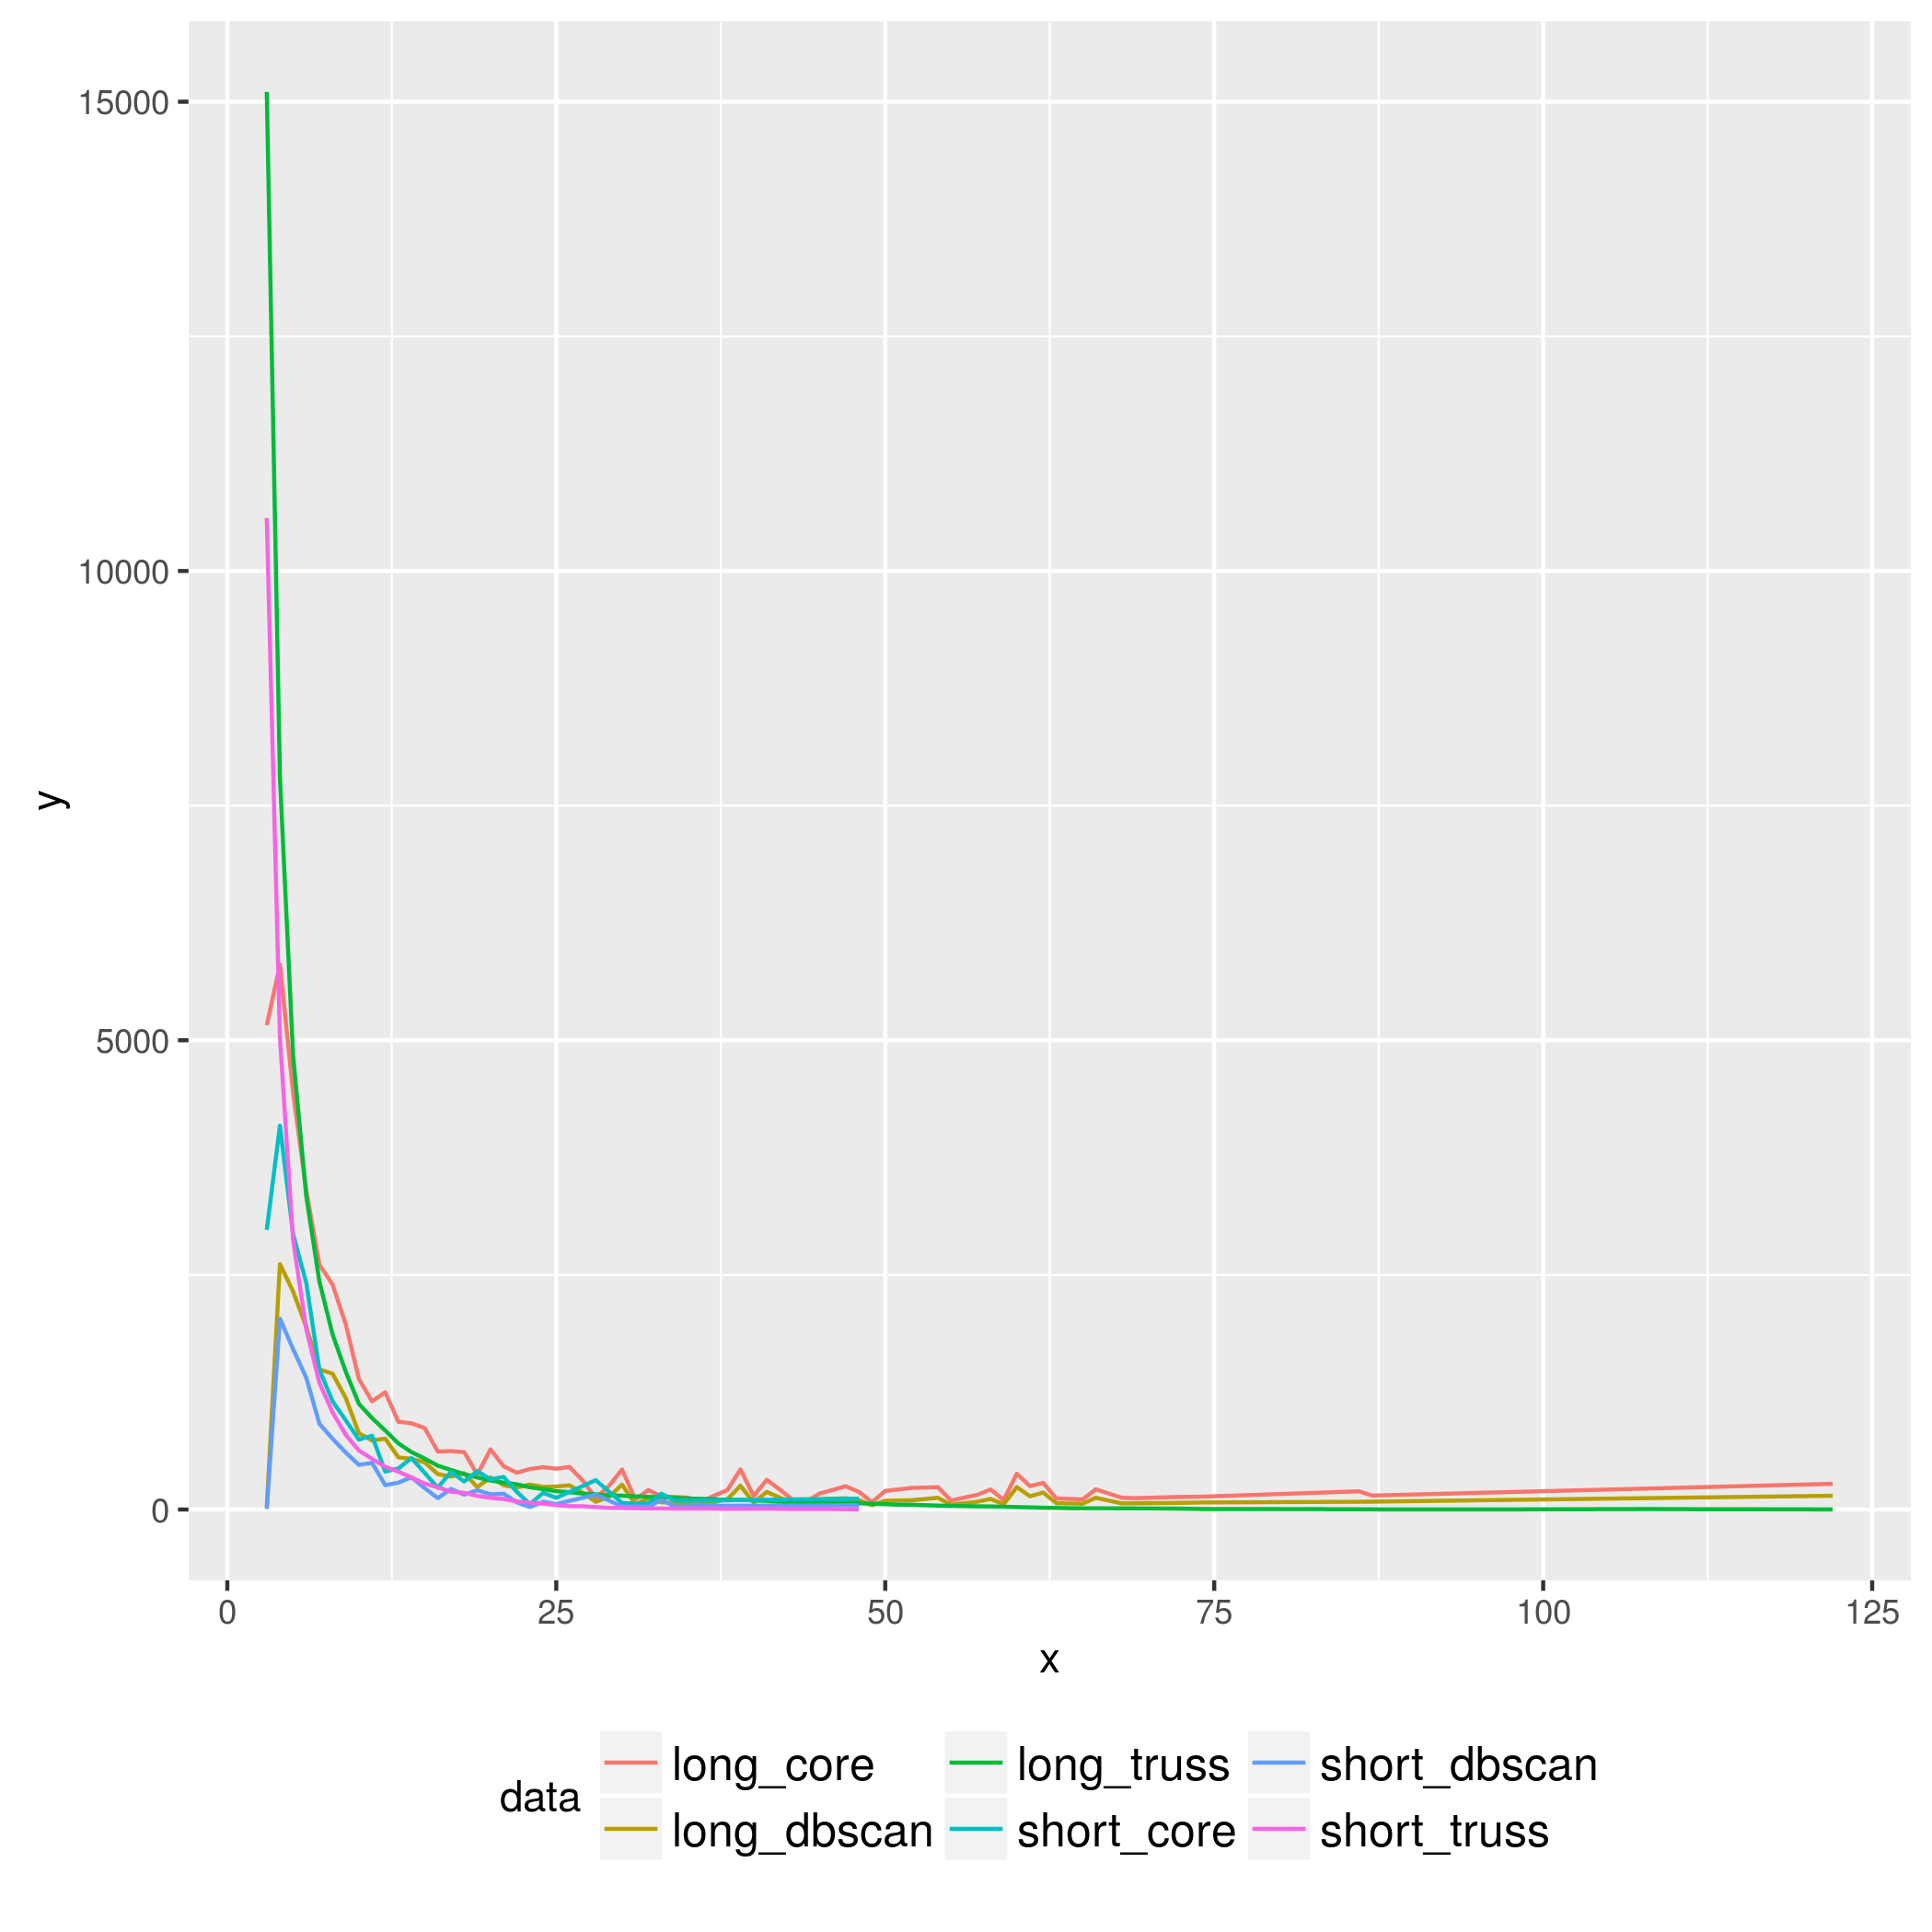 15000
10000
5000
0
y
0 25 50 75 100 125
x
data
long_core long_truss short_dbscan
long_dbscan short_core short_truss